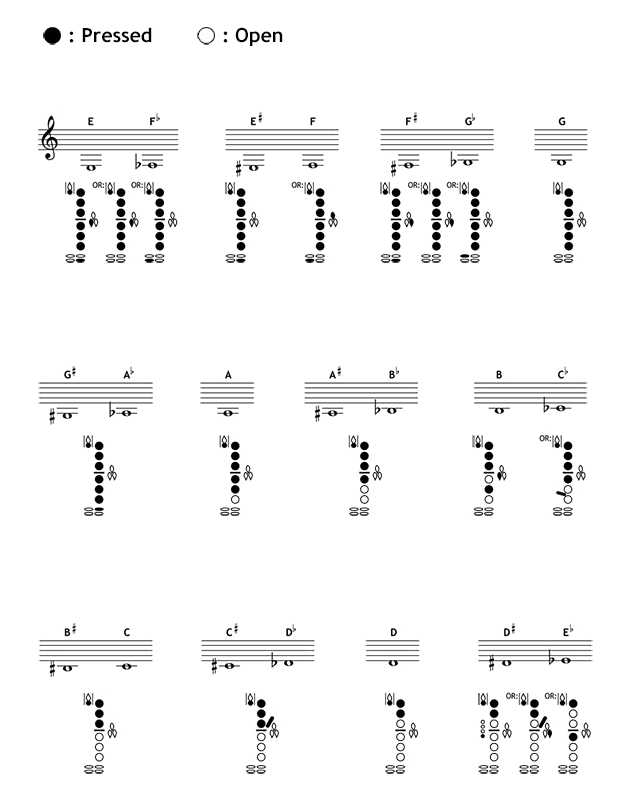 : Pressed : Open
E F♭ E♯ F F♯ G♭ G
OR: OR: OR: OR: OR:
G♯ A♭ A A♯ B♭ B C♭
OR:
B♯ C C♯ D♭ D D♯ E♭
OR: OR: